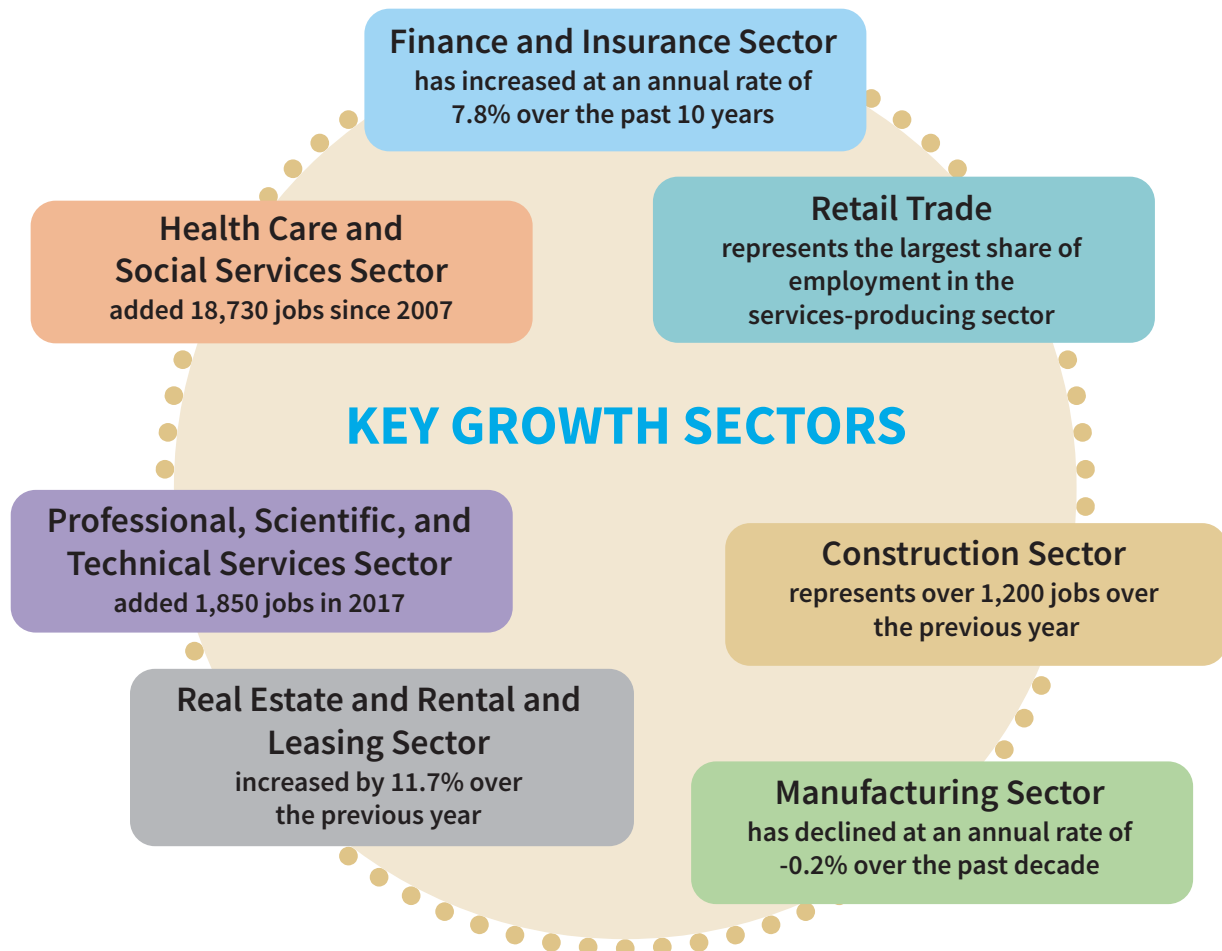 Finance and Insurance Sector
has increased at an annual rate of
7.8% over the past 10 years
Health Care and
Social Services Sector
added 18,730 jobs since 2007
Retail Trade
represents the largest share of
employment in the
services-producing sector
KEY GROWTH SECTORS
Professional, Scientific, and
Technical Services Sector
added 1,850 jobs in 2017
Construction Sector
represents over 1,200 jobs over
the previous year
Real Estate and Rental and
Leasing Sector
increased by 11.7% over
the previous year
Manufacturing Sector
has declined at an annual rate of
-0.2% over the past decade